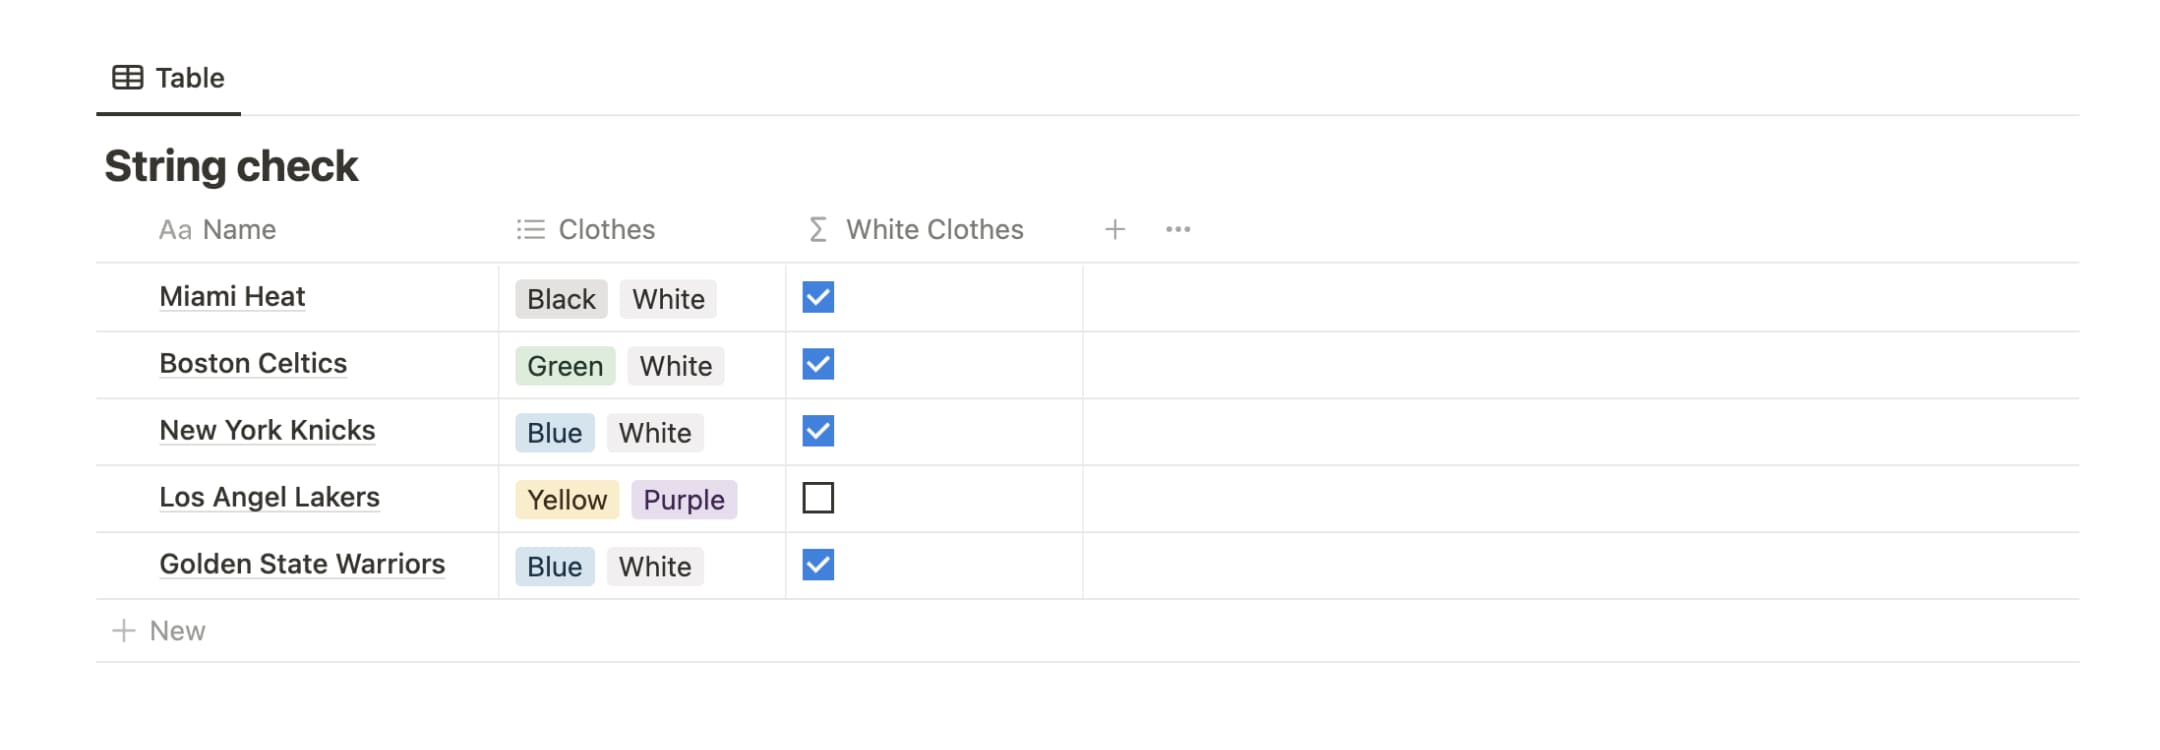 Table
String check
Aa Name Clothes Σ White Clothes
Miami Heat Black White
Boston Celtics Green White
New York Knicks Blue White
Los Angel Lakers Yellow Purple
Golden State Warriors Blue White
+ New